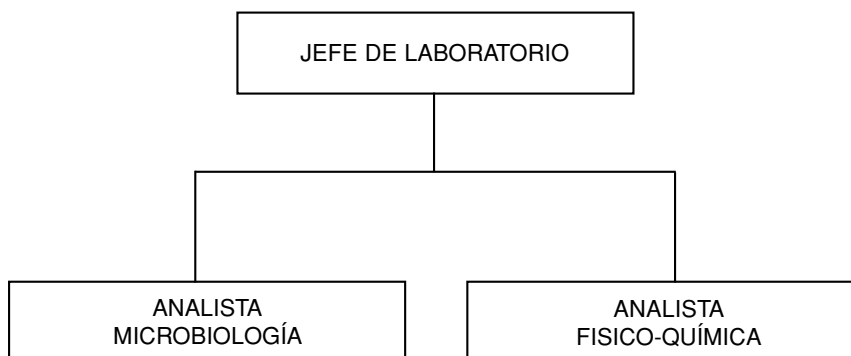 JEFE DE LABORATORIO
ANALISTA
MICROBIOLOGÍA
ANALISTA
FISICO-QUÍMICA